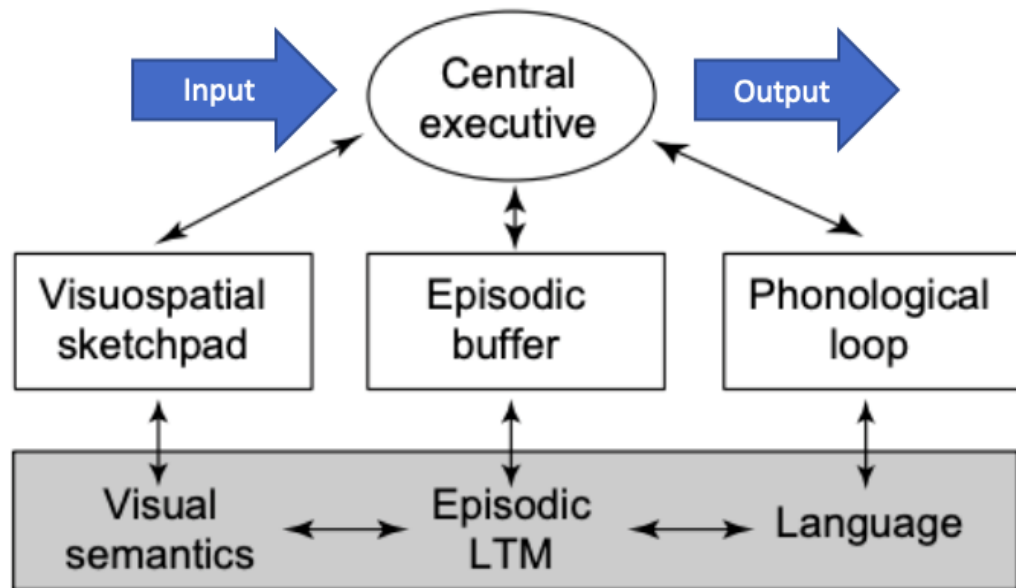 Input
Central
executive
Output
Visuospatial
sketchpad
Episodic
buffer
Phonological
loop
Visual
semantics
Episodic
LTM
Language